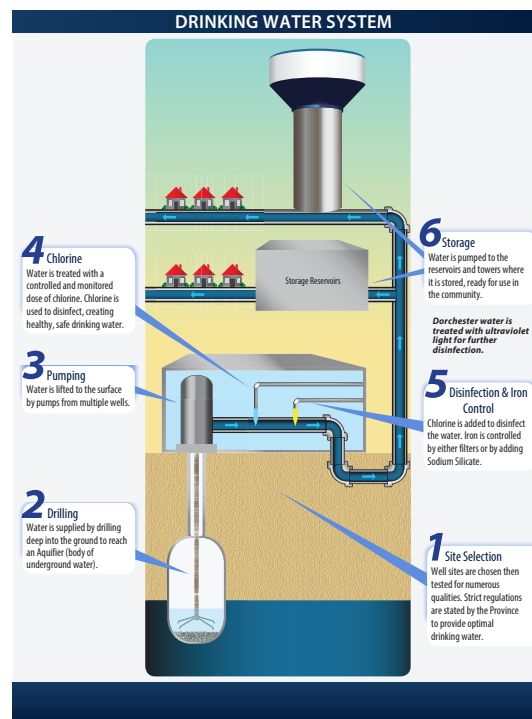 DRINKING WATER SYSTEM
4 Chlorine
Water is treated with a
controlled and monitored
dose of chlorine. Chlorine is
used to disinfect, creating
healthy, safe drinking water.
3 Pumping
Water is lifted to the surface
by pumps from multiple wells.
2 Drilling
Water is supplied by drilling
deep into the ground to reach
an Aquifier (body of
underground water).
Storage Reservoirs
6 Storage
Water is pumped to the
reservoirs and towers where
it is stored, ready for use in
the community.
Dorchester water is
treated with ultraviolet
light for further
disinfection.
5 Disinfection & Iron
Control
Chlorine is added to disinfect
the water. Iron is controlled
by either filters or by adding
Sodium Silicate.
1 Site Selection
Well sites are chosen then
tested for numerous
qualities. Strict regulations
are stated by the Province
to provide optimal
drinking water.